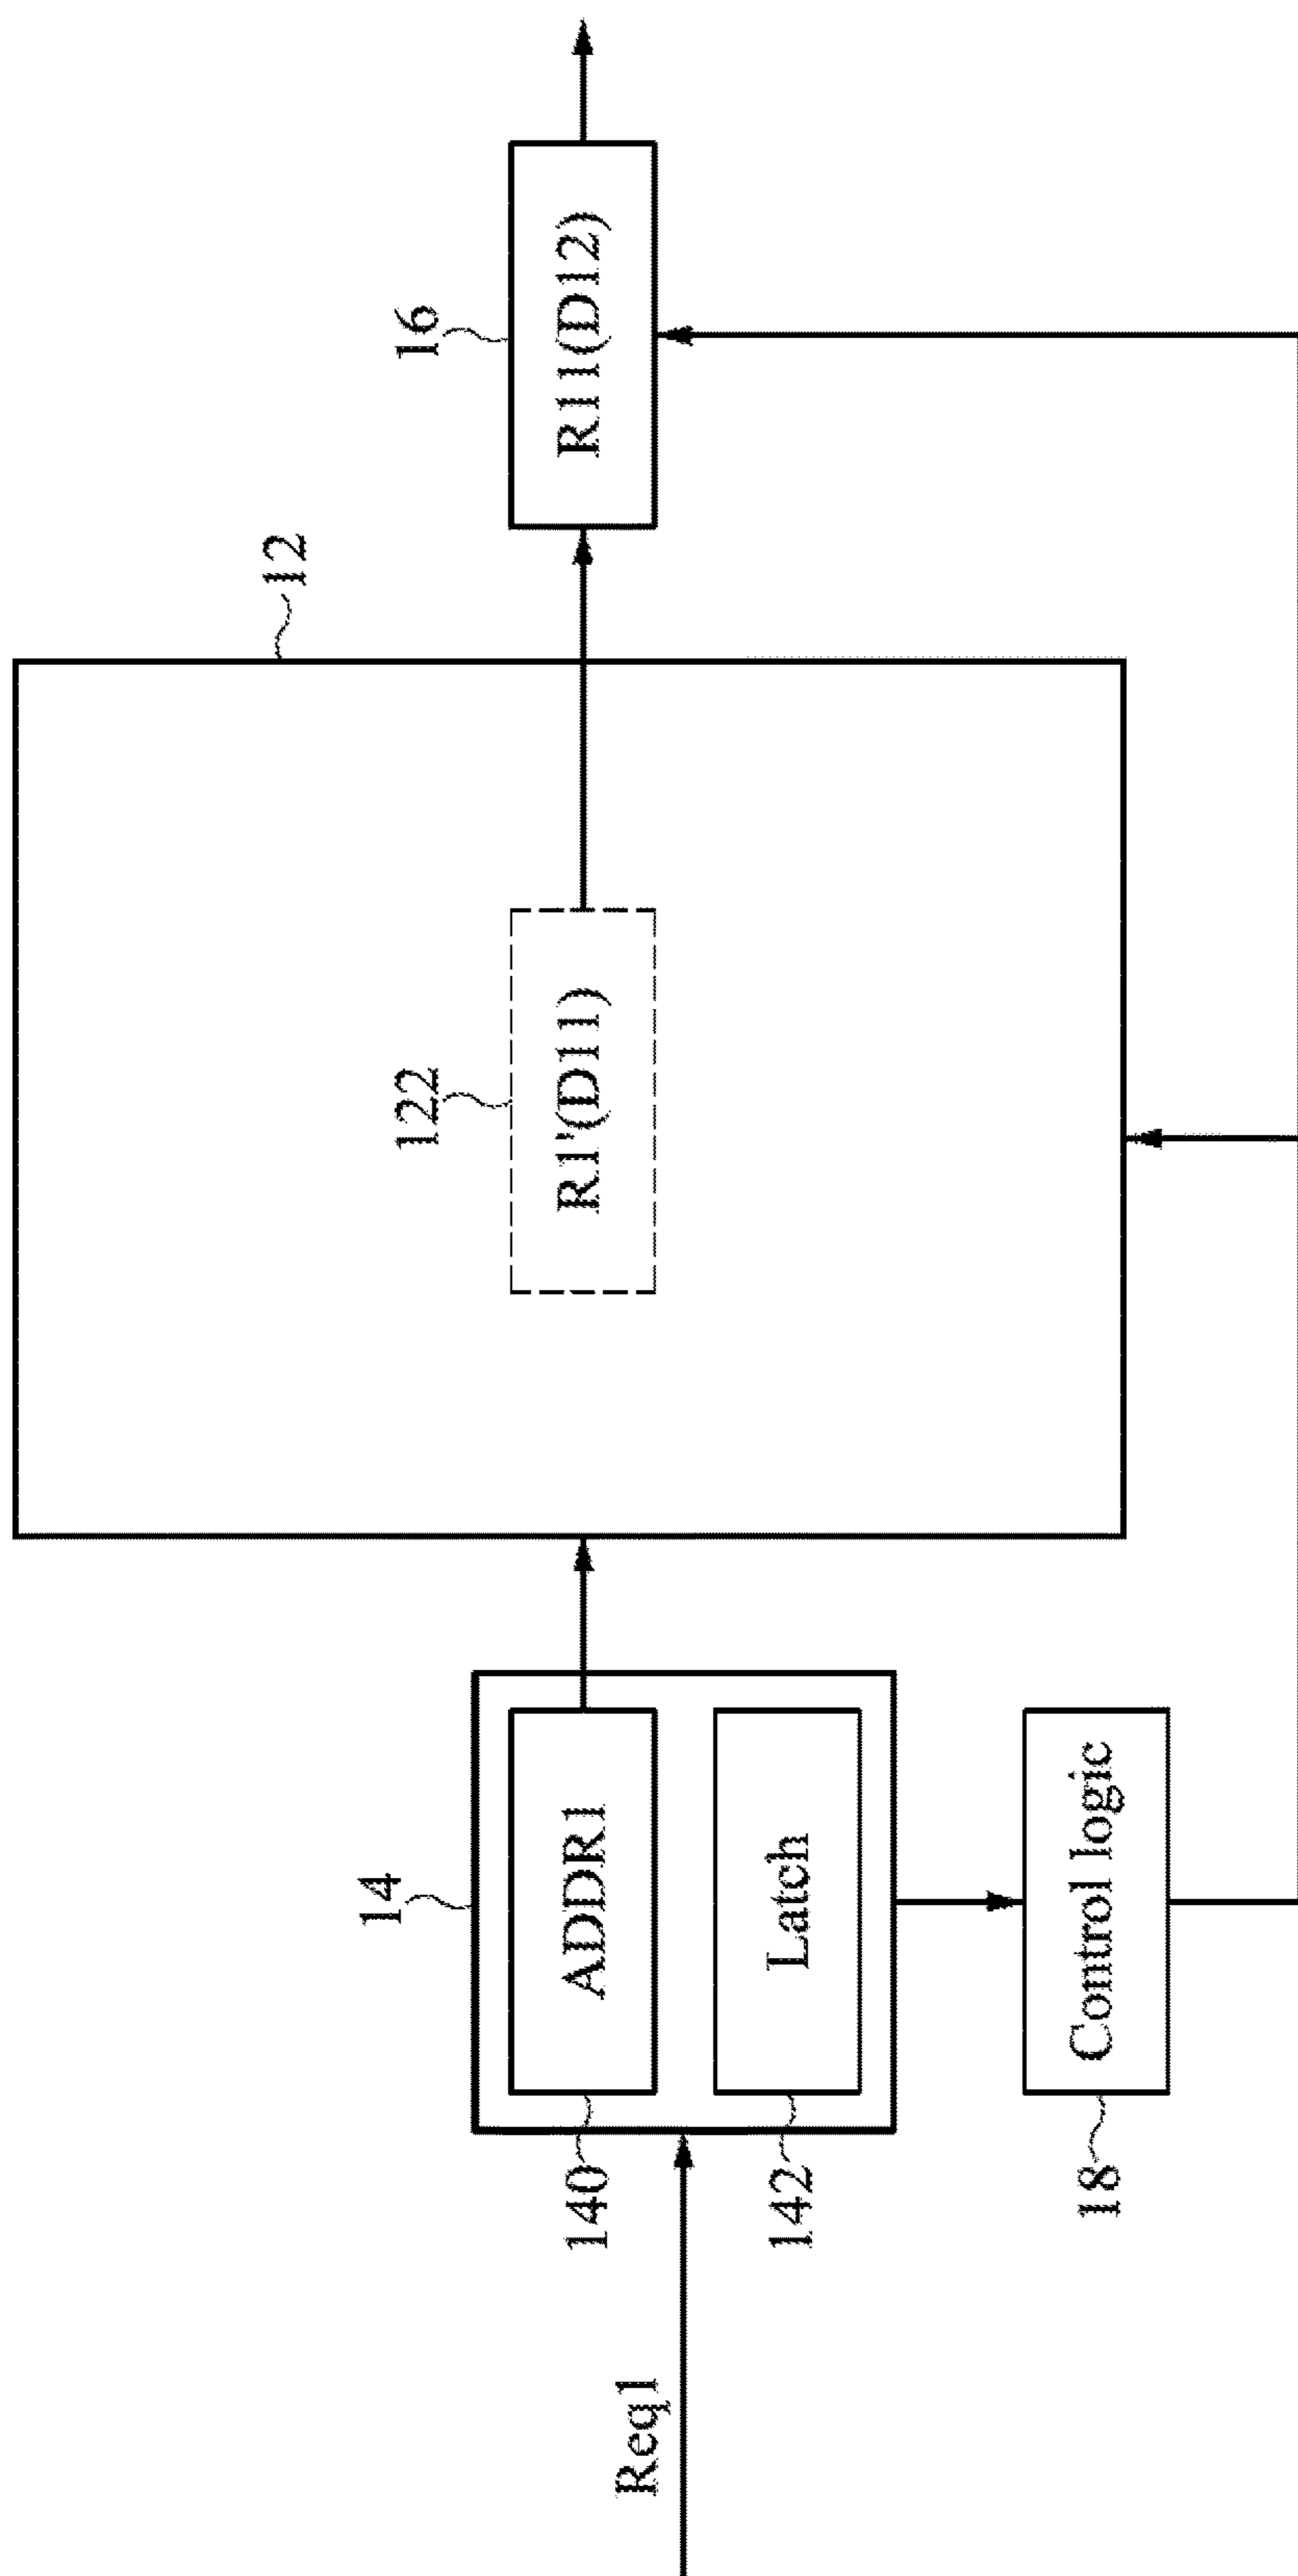 Req1
14
140
ADDR1
142
Latch
18
Control logic
12
122
R1'(D11)
16
R11(D12)